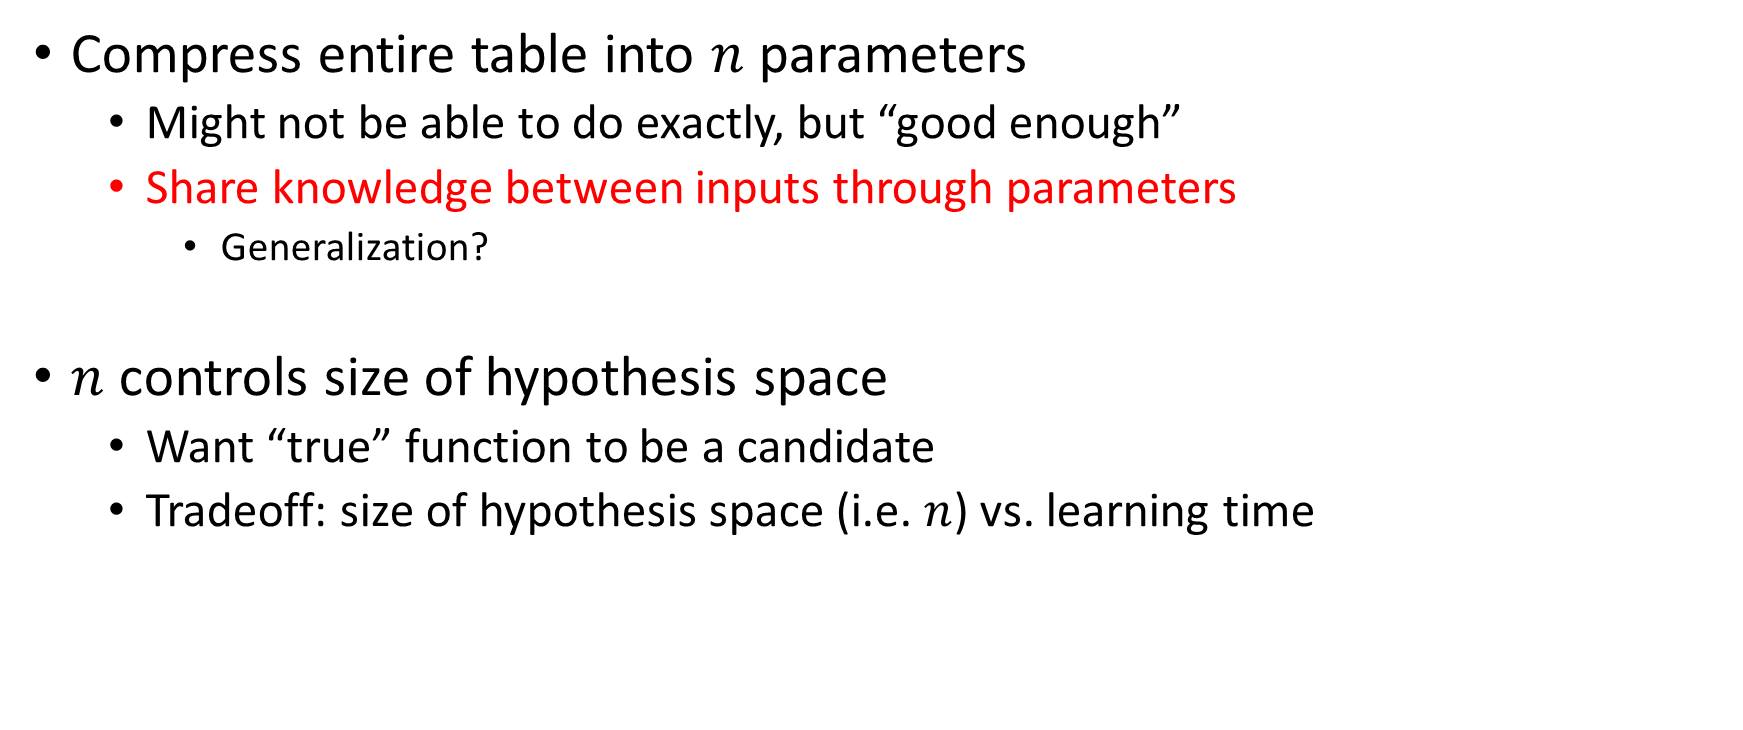 • Compress entire table into n parameters
• Might not be able to do exactly, but “good enough”
• Share knowledge between inputs through parameters
• Generalization?
• n controls size of hypothesis space
• Want “true” function to be a candidate
• Tradeoff: size of hypothesis space (i.e. n) vs. learning time